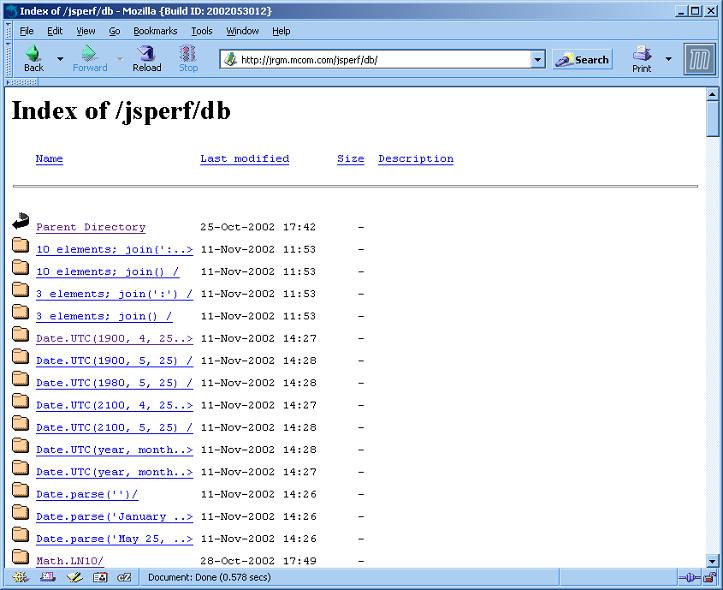 Index of /jsperf/db - Mozilla {Build ID: 2002053012}
File Edit View Go Bookmarks Tools Window Help
Back Forward Reload Stop http://jrgm.mcom.com/jsperf/db/ Search Print m
Index of /jsperf/db
Name Last modified Size Description
Parent Directory 25-Oct-2002 17:42 -
10 elements; join(':..> 11-Nov-2002 11:53 -
10 elements; join() / 11-Nov-2002 11:53 -
3 elements; join(':') / 11-Nov-2002 11:53 -
3 elements; join() / 11-Nov-2002 11:53 -
Date.UTC(1900, 4, 25..> 11-Nov-2002 14:27 -
Date.UTC(1900, 5, 25) / 11-Nov-2002 14:28 -
Date.UTC(1980, 5, 25) / 11-Nov-2002 14:28 -
Date.UTC(2100, 4, 25..> 11-Nov-2002 14:27 -
Date.UTC(2100, 5, 25) / 11-Nov-2002 14:28 -
Date.UTC(year, month..> 11-Nov-2002 14:28 -
Date.UTC(year, month..> 11-Nov-2002 14:27 -
Date.parse('')/ 11-Nov-2002 14:26 -
Date.parse('January ..> 11-Nov-2002 14:26 -
Date.parse('May 25, ..> 11-Nov-2002 14:26 -
Math.LN10/ 28-Oct-2002 17:49 -
Document: Done (0.578 secs)